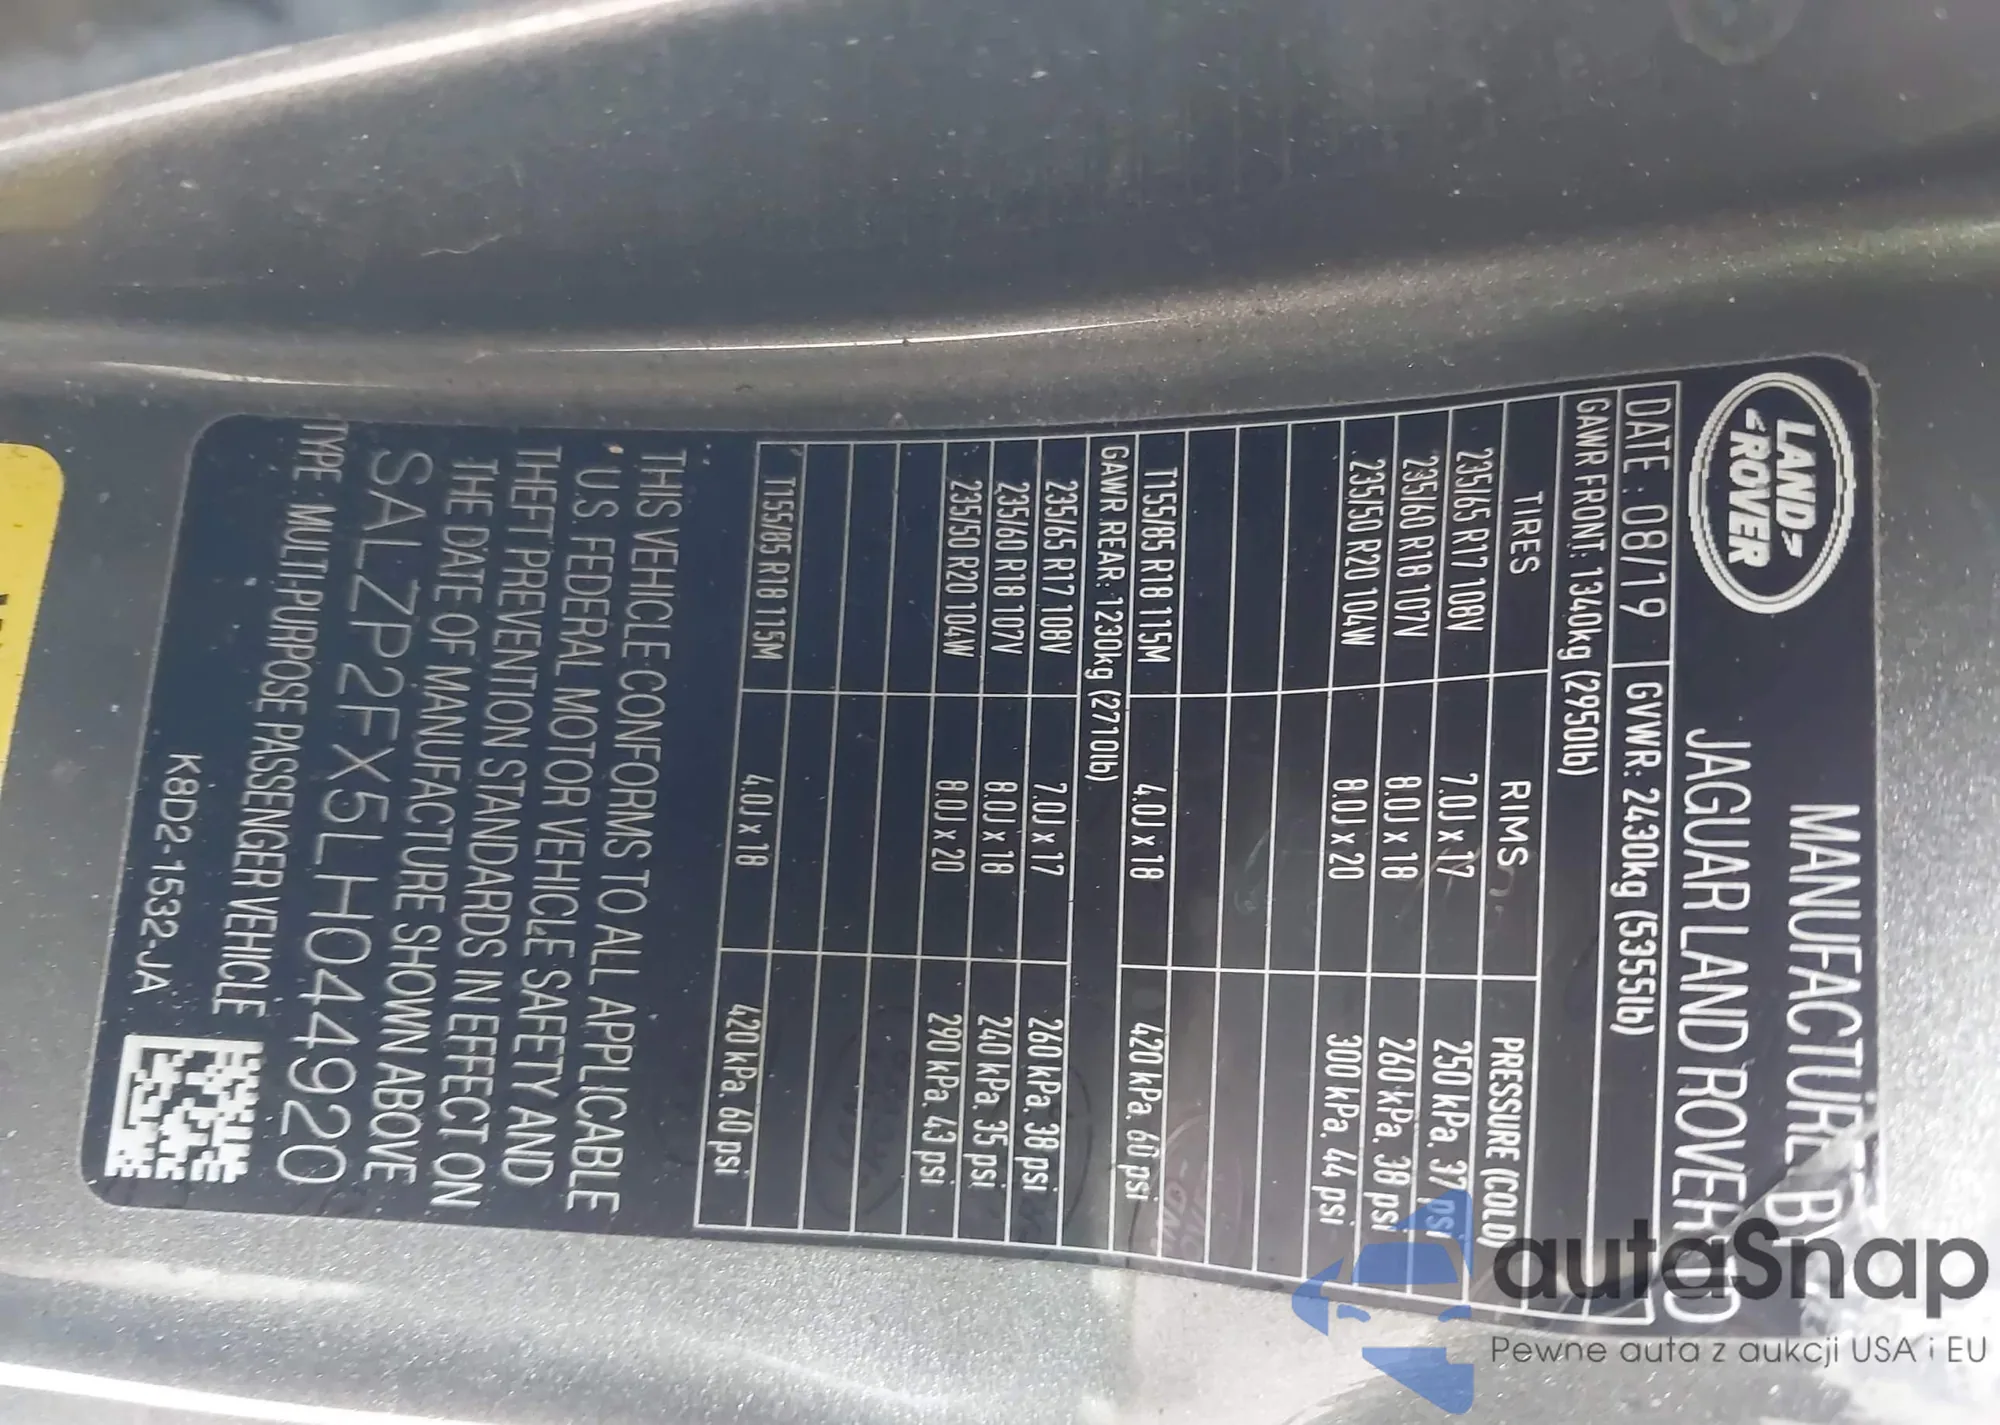 LAND
ROVER
MANUFACTURE BY
JAGUAR LAND ROVER
DATE : 08/19 GVWR: 2430kg (5355lb)
GAWR FRONT: 1340kg (2950lb)
TIRES RIMS PRESSURE (COLD)
235/65 R17 108V 7.0J x 17 250 kPa, 37 psi
235/60 R18 107V 8.0J x 18 260 kPa, 38 psi
235/50 R20 104W 8.0J x 20 300 kPa, 44 psi
T155/85 R18 115M 4.0J x 18 420 kPa, 60 psi
GAWR REAR: 1230kg (2710lb)
235/65 R17 108V 7.0J x 17 260 kPa, 38 psi
235/60 R18 107V 8.0J x 18 240 kPa, 35 psi
235/50 R20 104W 8.0J x 20 290 kPa, 43 psi
T155/85 R18 115M 4.0J x 18 420 kPa, 60 psi
THIS VEHICLE CONFORMS TO ALL APPLICABLE
U.S. FEDERAL MOTOR VEHICLE SAFETY AND
THEFT PREVENTION STANDARDS IN EFFECT ON
THE DATE OF MANUFACTURE SHOWN ABOVE
SALZP2FX5LH044920
TYPE: MULTI-PURPOSE PASSENGER VEHICLE
K8D2-1532-JA
autaSnap
Pewne auta z aukcji USA i EU